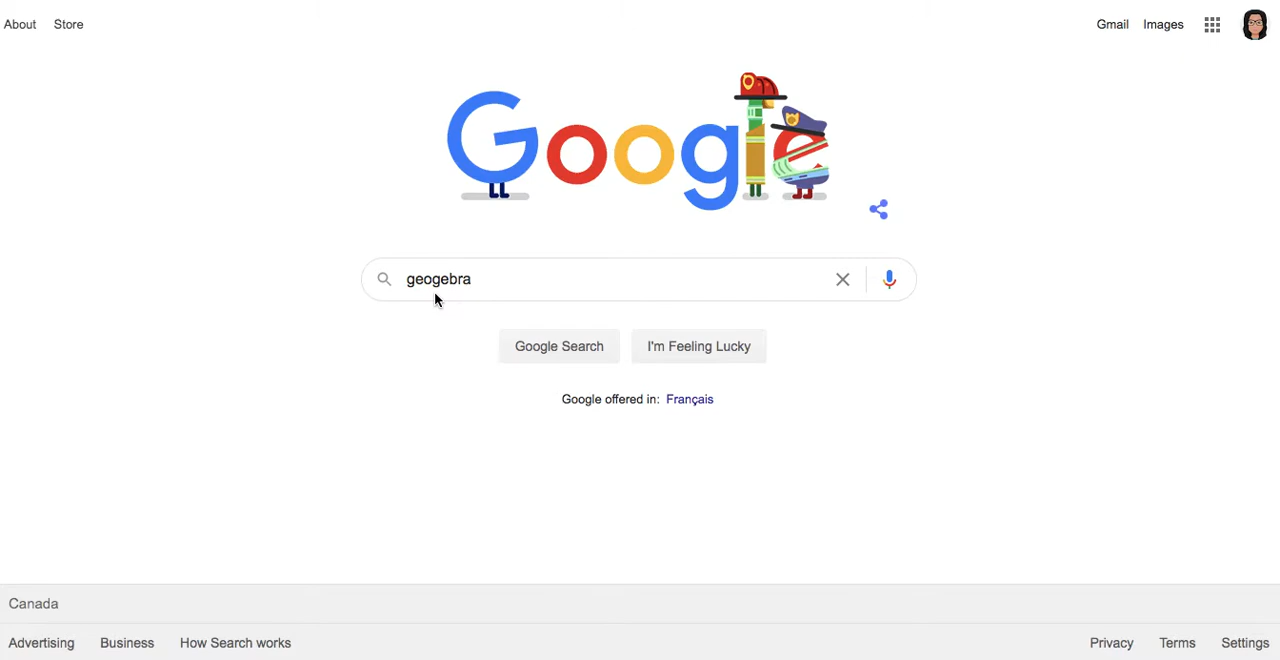 About Store Gmail Images
Google
geogebra
Google Search I'm Feeling Lucky
Google offered in: Français
Canada
Advertising Business How Search works Privacy Terms Settings